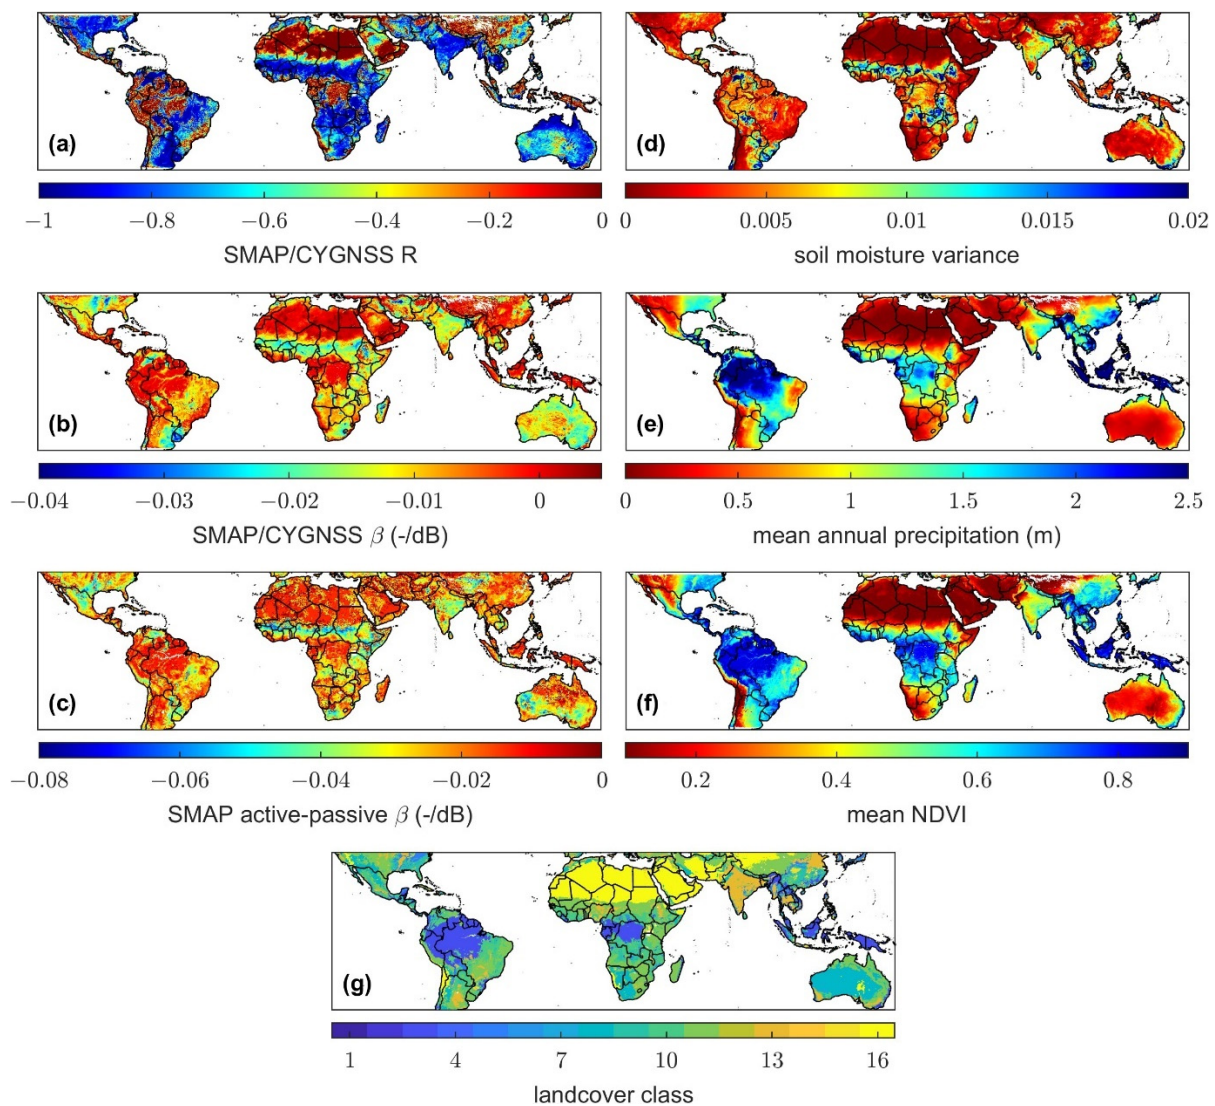 (a)
−1 −0.8 −0.6 −0.4 −0.2 0
SMAP/CYGNSS R
(d)
0 0.005 0.01 0.015 0.02
soil moisture variance
(b)
−0.04 −0.03 −0.02 −0.01 0
SMAP/CYGNSS β (-/dB)
(e)
0 0.5 1 1.5 2 2.5
mean annual precipitation (m)
(c)
−0.08 −0.06 −0.04 −0.02 0
SMAP active-passive β (-/dB)
(f)
0.2 0.4 0.6 0.8
mean NDVI
(g)
1 4 7 10 13 16
landcover class